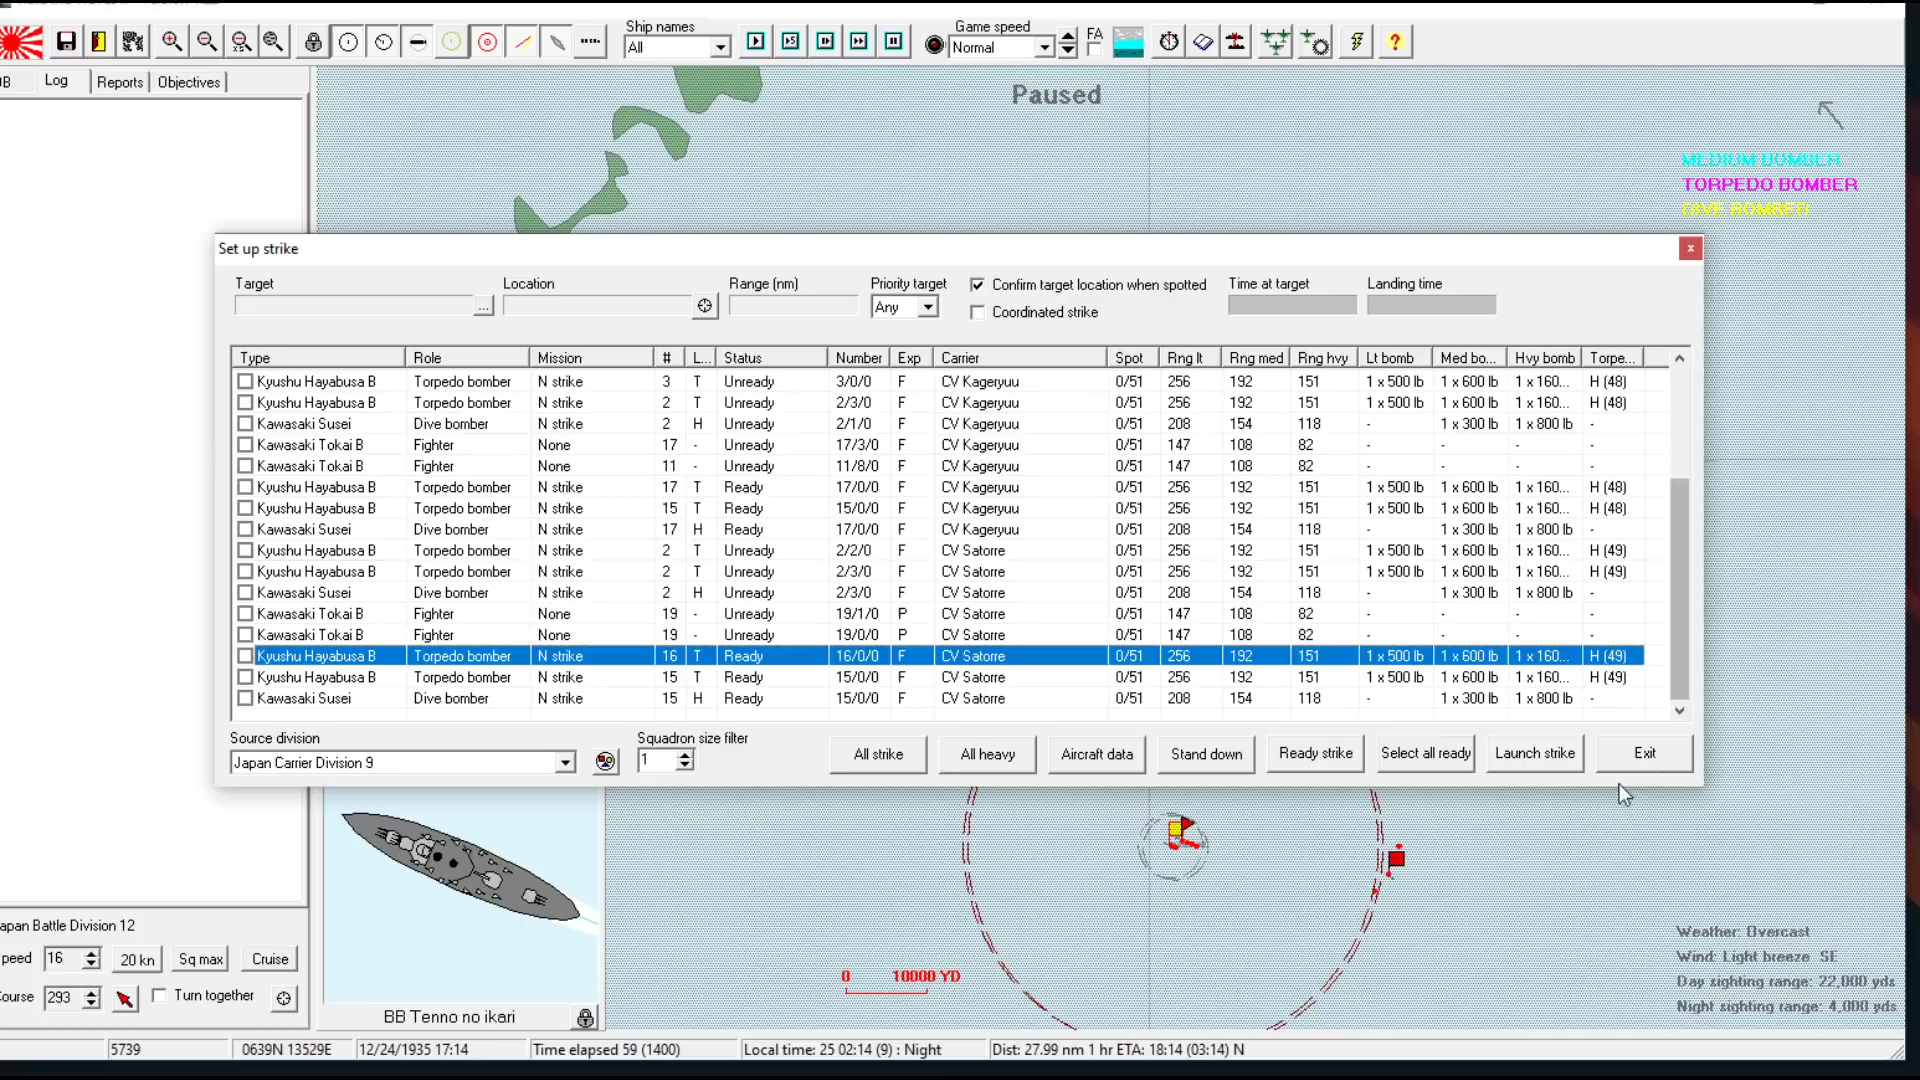 Ship names
Game speed
All
Normal
FA
Log
Reports
Objectives
Paused
MEDIUM BOMBER
TORPEDO BOMBER
DIVE BOMBER
Set up strike
Target
Location
Range (nm)
Priority target
Confirm target location when spotted
Time at target
Landing time
...
Any
Coordinated strike
Type Role Mission # L... Status Number Exp Carrier Spot Rng lt Rng med Rng hvy Lt bomb Med bo... Hvy bomb Torpe...
Kyushu Hayabusa B Torpedo bomber N strike 3 T Unready 3/0/0 F CV Kageryuu 0/51 256 192 151 1 x 500 lb 1 x 600 lb 1 x 160... H (48)
Kyushu Hayabusa B Torpedo bomber N strike 2 T Unready 2/3/0 F CV Kageryuu 0/51 256 192 151 1 x 500 lb 1 x 600 lb 1 x 160... H (48)
Kawasaki Susei Dive bomber N strike 2 H Unready 2/1/0 F CV Kageryuu 0/51 208 154 118 - 1 x 300 lb 1 x 800 lb -
Kawasaki Tokai B Fighter None 17 - Unready 17/3/0 F CV Kageryuu 0/51 147 108 82 - - - -
Kawasaki Tokai B Fighter None 11 - Unready 11/8/0 F CV Kageryuu 0/51 147 108 82 - - - -
Kyushu Hayabusa B Torpedo bomber N strike 17 T Ready 17/0/0 F CV Kageryuu 0/51 256 192 151 1 x 500 lb 1 x 600 lb 1 x 160... H (48)
Kyushu Hayabusa B Torpedo bomber N strike 15 T Ready 15/0/0 F CV Kageryuu 0/51 256 192 151 1 x 500 lb 1 x 600 lb 1 x 160... H (48)
Kawasaki Susei Dive bomber N strike 17 H Ready 17/0/0 F CV Kageryuu 0/51 208 154 118 - 1 x 300 lb 1 x 800 lb -
Kyushu Hayabusa B Torpedo bomber N strike 2 T Unready 2/2/0 F CV Satorre 0/51 256 192 151 1 x 500 lb 1 x 600 lb 1 x 160... H (49)
Kyushu Hayabusa B Torpedo bomber N strike 2 T Unready 2/3/0 F CV Satorre 0/51 256 192 151 1 x 500 lb 1 x 600 lb 1 x 160... H (49)
Kawasaki Susei Dive bomber N strike 2 H Unready 2/3/0 F CV Satorre 0/51 208 154 118 - 1 x 300 lb 1 x 800 lb -
Kawasaki Tokai B Fighter None 19 - Unready 19/1/0 P CV Satorre 0/51 147 108 82 - - - -
Kawasaki Tokai B Fighter None 19 - Unready 19/0/0 P CV Satorre 0/51 147 108 82 - - - -
Kyushu Hayabusa B Torpedo bomber N strike 16 T Ready 16/0/0 F CV Satorre 0/51 256 192 151 1 x 500 lb 1 x 600 lb 1 x 160... H (49)
Kyushu Hayabusa B Torpedo bomber N strike 15 T Ready 15/0/0 F CV Satorre 0/51 256 192 151 1 x 500 lb 1 x 600 lb 1 x 160... H (49)
Kawasaki Susei Dive bomber N strike 15 H Ready 15/0/0 F CV Satorre 0/51 208 154 118 - 1 x 300 lb 1 x 800 lb -
Source division
Squadron size filter
Japan Carrier Division 9
1
All strike
All heavy
Aircraft data
Stand down
Ready strike
Select all ready
Launch strike
Exit
apan Battle Division 12
peed 16
20 kn
Sq max
Cruise
ourse 293
Turn together
BB Tenno no ikari
0 10000 YD
Weather: Overcast
Wind: Light breeze SE
Day sighting range: 22,000 yds
Night sighting range: 4,000 yds
5739
0639N 13529E
12/24/1935 17:14
Time elapsed 59 (1400)
Local time: 25 02:14 (9) : Night
Dist: 27.99 nm 1 hr ETA: 18:14 (03:14) N